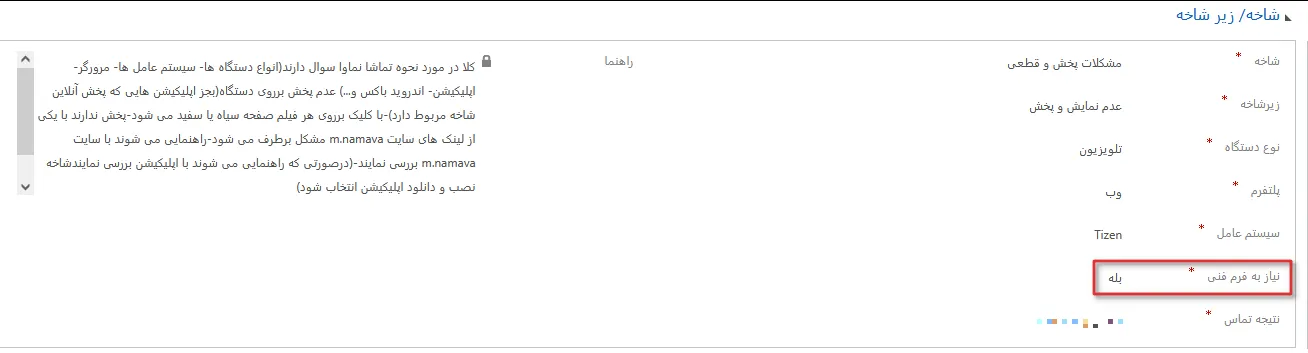 شاخه/ زیر شاخه
شاخه * مشکلات پخش و قطعی
زیرشاخه * عدم نمایش و پخش
نوع دستگاه * تلویزیون
پلتفرم * وب
سیستم عامل * Tizen
نیاز به فرم فنی * بله
نتیجه تماس *
راهنما
کلا در مورد نحوه تماشا نماوا سوال دارند(انواع دستگاه ها- سیستم عامل ها- مرورگر-
اپلیکیشن- اندروید باکس و...) عدم پخش برروی دستگاه(بجز اپلیکیشن هایی که پخش آنلاین
شاخه مربوط دارد)-با کلیک برروی هر فیلم صفحه سیاه یا سفید می شود-پخش ندارند با یکی
از لینک های سایت m.namava مشکل برطرف می شود-راهنمایی می شوند با سایت
m.namava بررسی نمایند-(درصورتی که راهنمایی می شوند با اپلیکیشن بررسی نمایندشاخه
نصب و دانلود اپلیکیشن انتخاب شود)